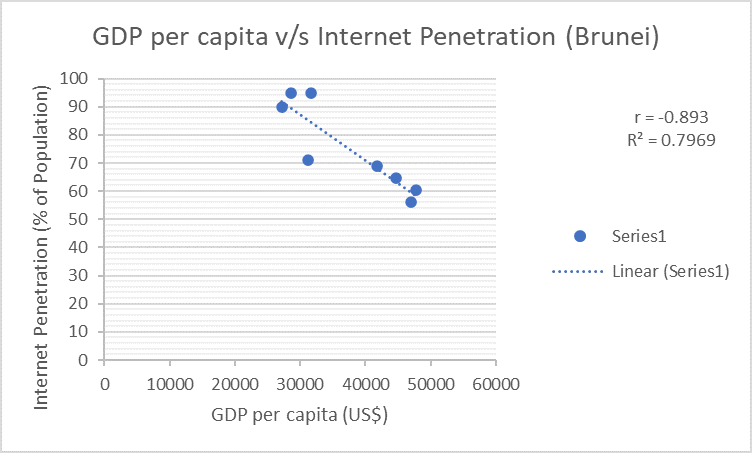 GDP per capita v/s Internet Penetration (Brunei)
Internet Penetration (% of Population)
100
90
80
70
60
50
40
30
20
10
0
0 10000 20000 30000 40000 50000 60000
GDP per capita (US$)
r = -0.893
R² = 0.7969
Series1
Linear (Series1)